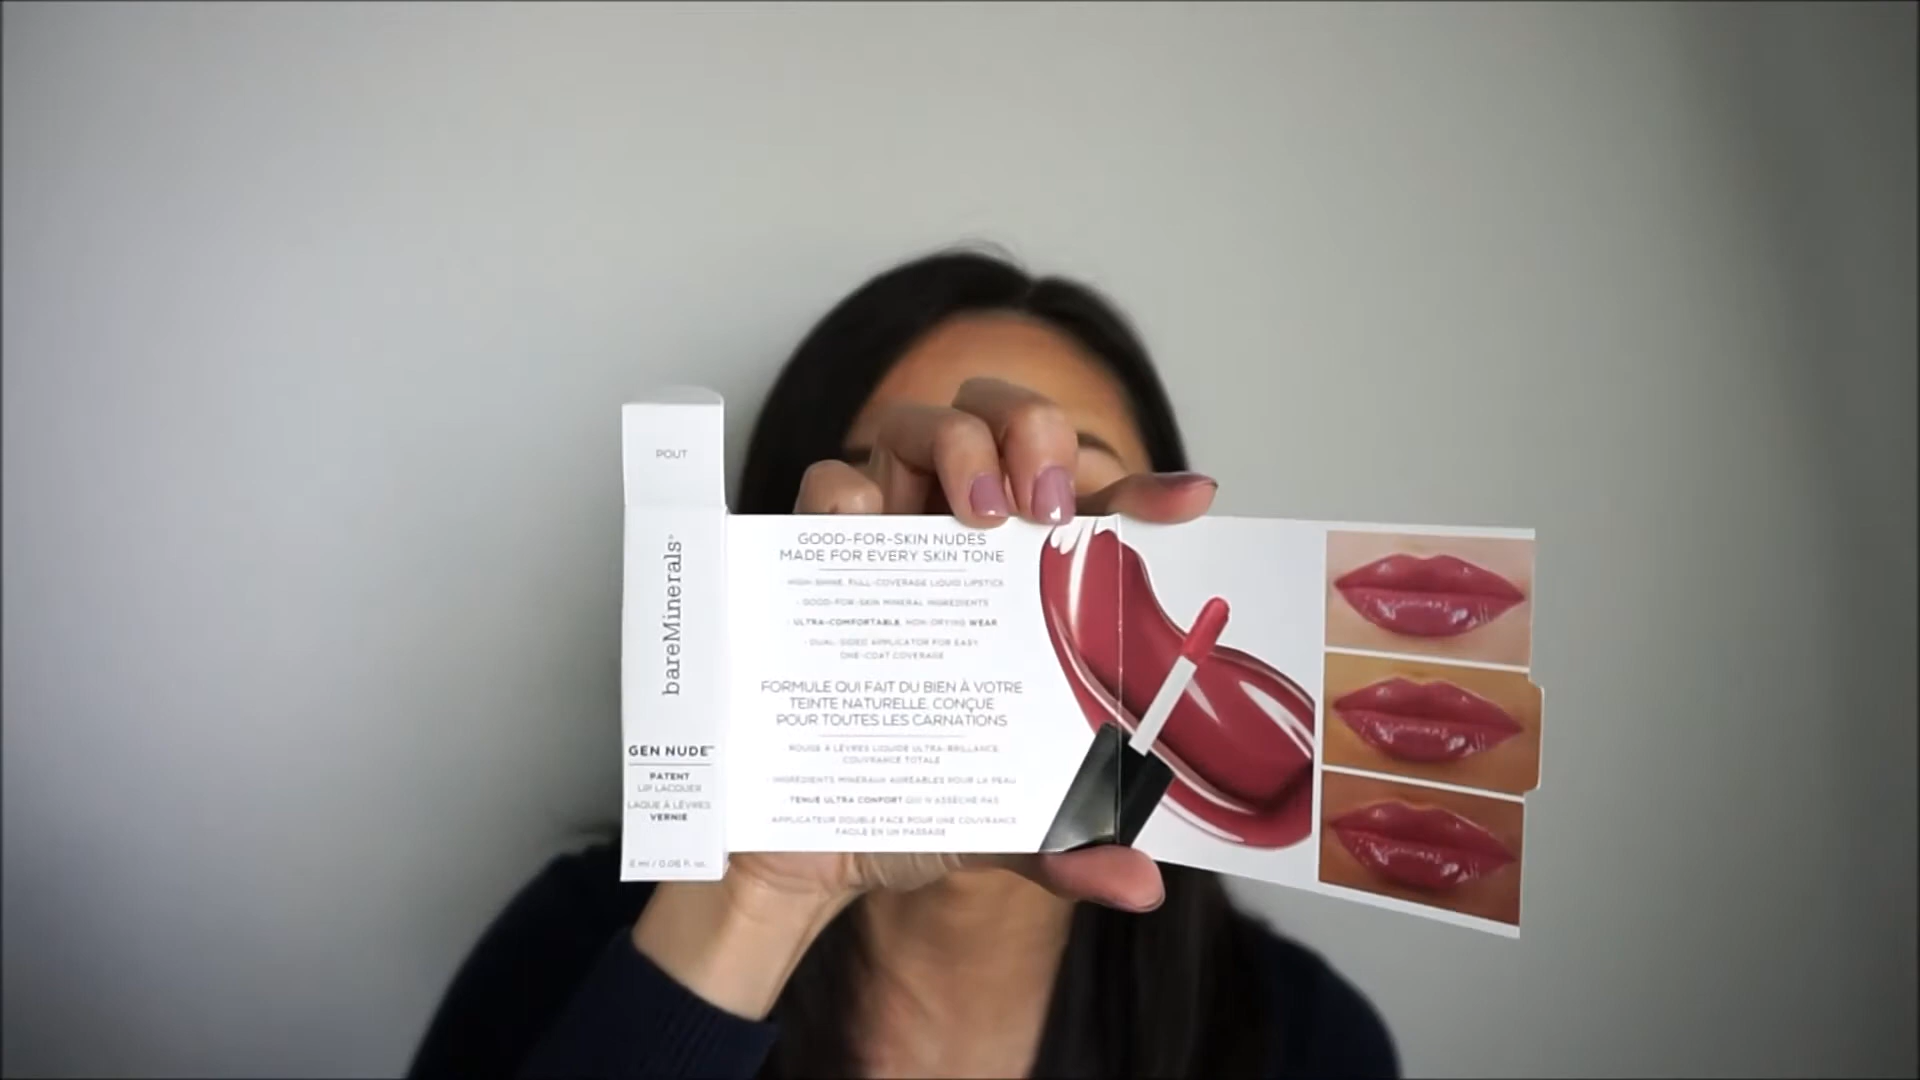 POUT
bareMinerals®
GEN NUDE™
PATENT
LIP LACQUER
LAQUE À LÈVRES
VERNIE
2 ml / 0.06 fl. oz.
GOOD-FOR-SKIN NUDES
MADE FOR EVERY SKIN TONE
· HIGH-SHINE, FULL-COVERAGE LIQUID LIPSTICK
· GOOD-FOR-SKIN MINERAL INGREDIENTS
· ULTRA-COMFORTABLE, NON-DRYING WEAR
· DUAL-SIDED APPLICATOR FOR EASY
ONE-COAT COVERAGE
FORMULE QUI FAIT DU BIEN À VOTRE
TEINTE NATURELLE, CONÇUE
POUR TOUTES LES CARNATIONS
· ROUGE À LÈVRES LIQUIDE ULTRA-BRILLANCE,
COUVRANCE TOTALE
· INGRÉDIENTS MINÉRAUX AGRÉABLES POUR LA PEAU
· TENUE ULTRA CONFORT QUI N'ASSÈCHE PAS
· APPLICATEUR DOUBLE FACE POUR UNE COUVRANCE
FACILE EN UN PASSAGE